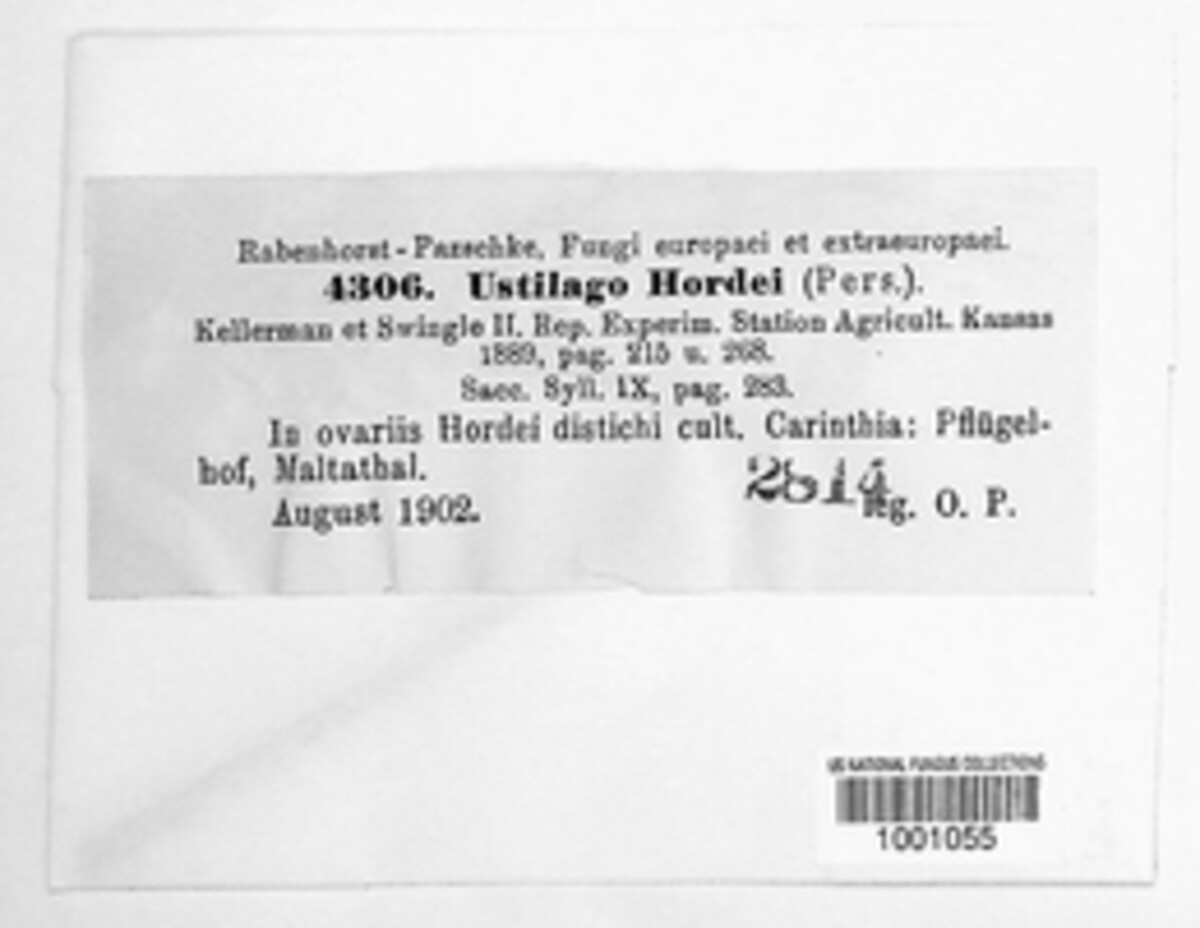 Rabenhorst-Pazschke, Fungi europaei et extraeuropaei.
4306. Ustilago Hordei (Pers.).
Kellerman et Swingle II. Rep. Experim. Station Agricult. Kansas
1889, pag. 215 u. 268.
Sacc. Syll. IX, pag. 283.
In ovariis Hordei distichi cult. Carinthia: Pflügel-
hof, Maltathal.
August 1902.
leg. O. P.
US NATIONAL FUNGUS COLLECTIONS
1001055